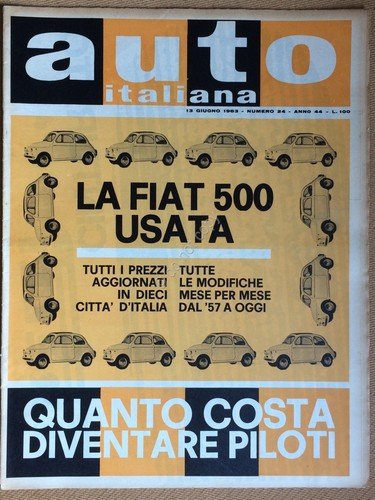 auto
italiana
13 GIUGNO 1963 - NUMERO 24 - ANNO 44 - L. 100
LA FIAT 500
USATA
TUTTI I PREZZI
AGGIORNATI
IN DIECI
CITTA' D'ITALIA
TUTTE
LE MODIFICHE
MESE PER MESE
DAL '57 A OGGI
QUANTO COSTA
DIVENTARE PILOTI